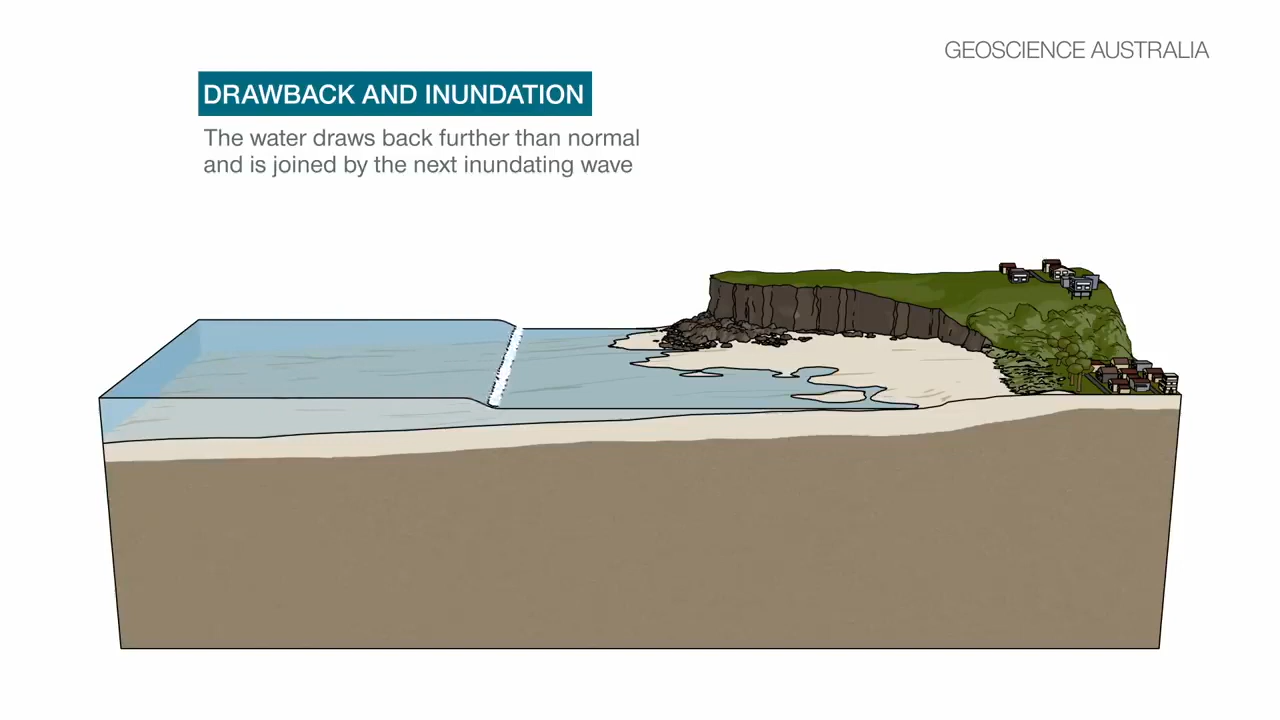 GEOSCIENCE AUSTRALIA
DRAWBACK AND INUNDATION
The water draws back further than normal
and is joined by the next inundating wave